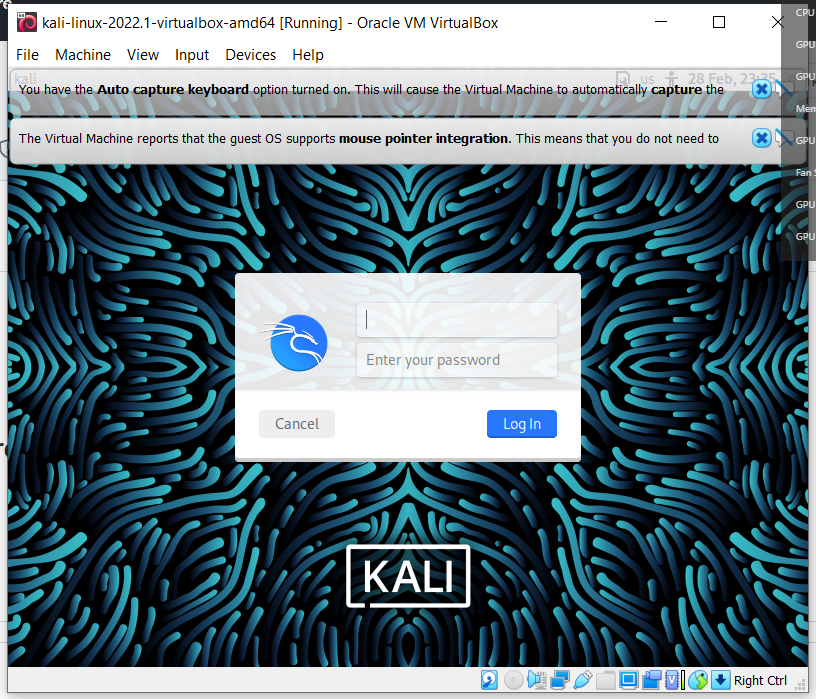 kali-linux-2022.1-virtualbox-amd64 [Running] - Oracle VM VirtualBox
File Machine View Input Devices Help
kali us 28 Feb, 23:35
You have the Auto capture keyboard option turned on. This will cause the Virtual Machine to automatically capture the
The Virtual Machine reports that the guest OS supports mouse pointer integration. This means that you do not need to
CPU
GPU
GPU
Mem
GPU
Fan S
GPU
GPU
Enter your password
Cancel Log In
KALI
Right Ctrl